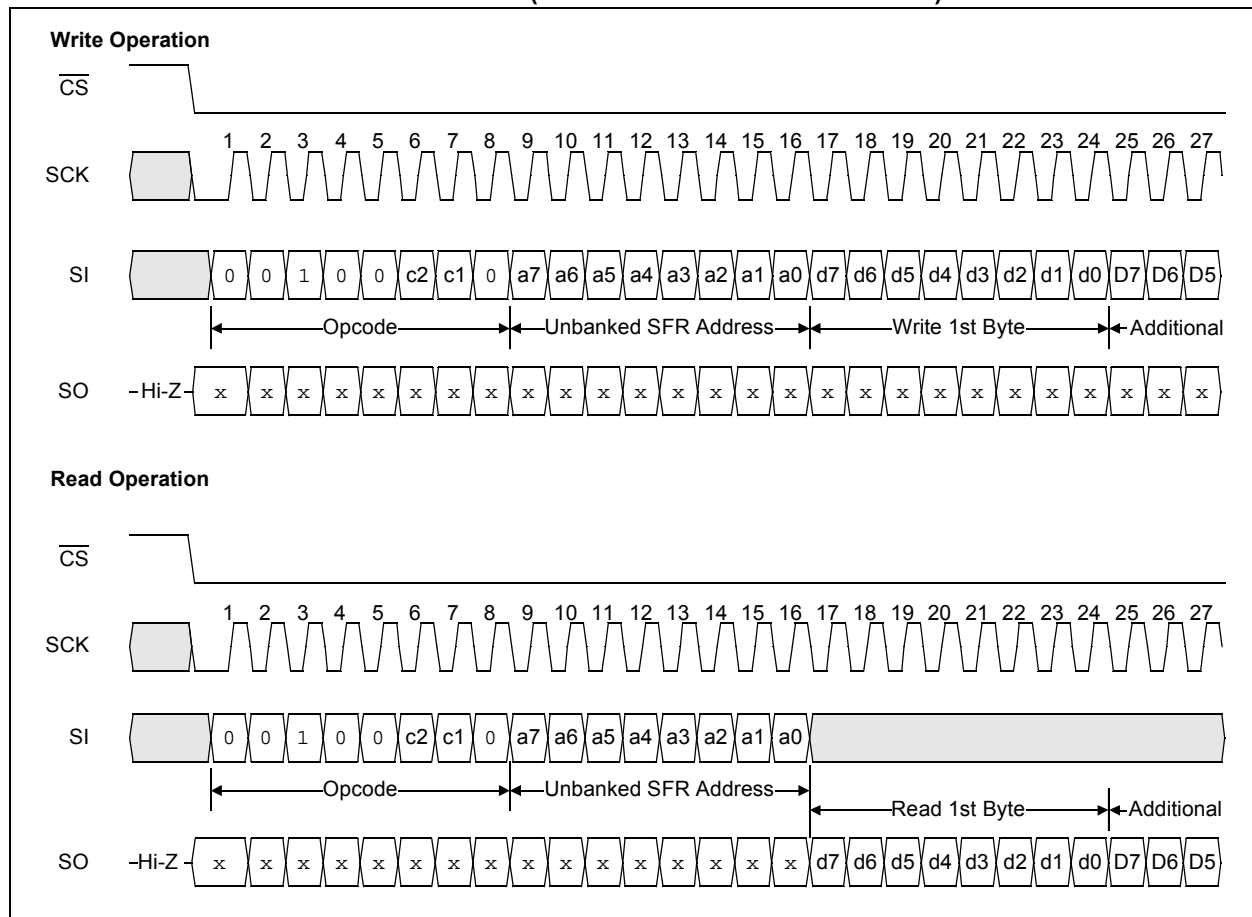 Write Operation
CS
1 2 3 4 5 6 7 8 9 10 11 12 13 14 15 16 17 18 19 20 21 22 23 24 25 26 27
SCK
SI 0 0 1 0 0 c2 c1 0 a7 a6 a5 a4 a3 a2 a1 a0 d7 d6 d5 d4 d3 d2 d1 d0 D7 D6 D5
Opcode Unbanked SFR Address Write 1st Byte Additional
SO Hi-Z x x x x x x x x x x x x x x x x x x x x x x x x x x x
Read Operation
CS
1 2 3 4 5 6 7 8 9 10 11 12 13 14 15 16 17 18 19 20 21 22 23 24 25 26 27
SCK
SI 0 0 1 0 0 c2 c1 0 a7 a6 a5 a4 a3 a2 a1 a0
Opcode Unbanked SFR Address
Read 1st Byte Additional
SO Hi-Z x x x x x x x x x x x x x x x x d7 d6 d5 d4 d3 d2 d1 d0 D7 D6 D5